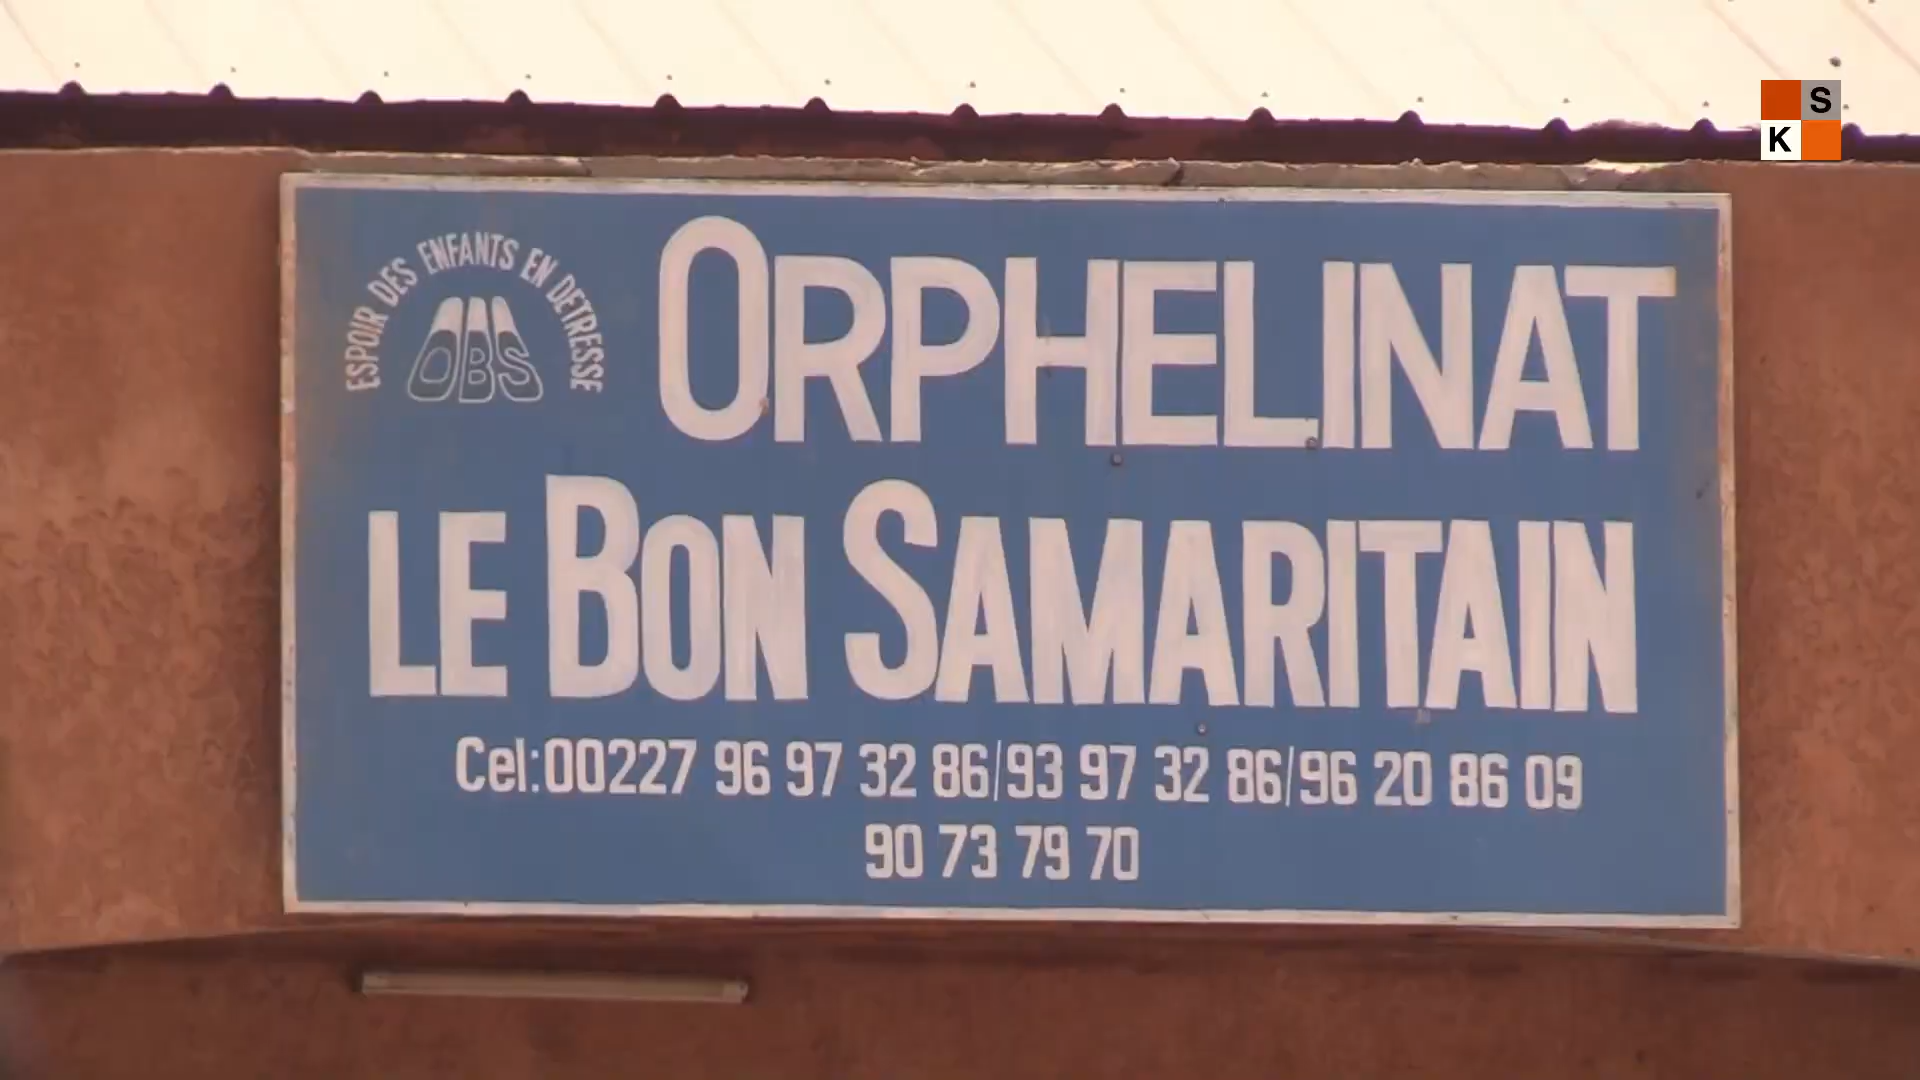 ESPOIR DES ENFANTS EN DETRESSE
OBS
ORPHELINAT
LE BON SAMARITAIN
Cel:00227 96 97 32 86/93 97 32 86/96 20 86 09
90 73 79 70
S
K